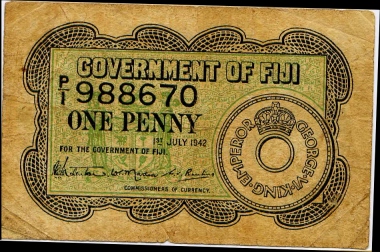 GOVERNMENT OF FIJI
P/1 988670
ONE PENNY
1ST JULY 1942
FOR THE GOVERNMENT OF FIJI.
COMMISSIONERS OF CURRENCY.
GEORGE·VI·KING·EMPEROR